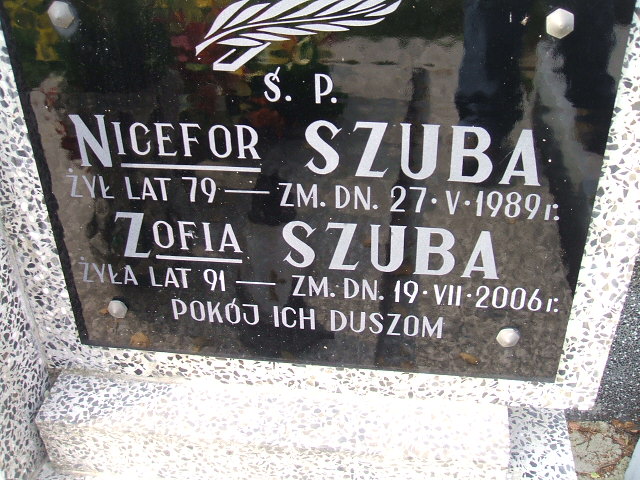 Ś. P.
NICEFOR SZUBA
ŻYŁ LAT 79 — ZM. DN. 27·V·1989 r.
ZOFIA SZUBA
ŻYŁA LAT 91 — ZM. DN. 19·VII·2006 r.
POKÓJ ICH DUSZOM